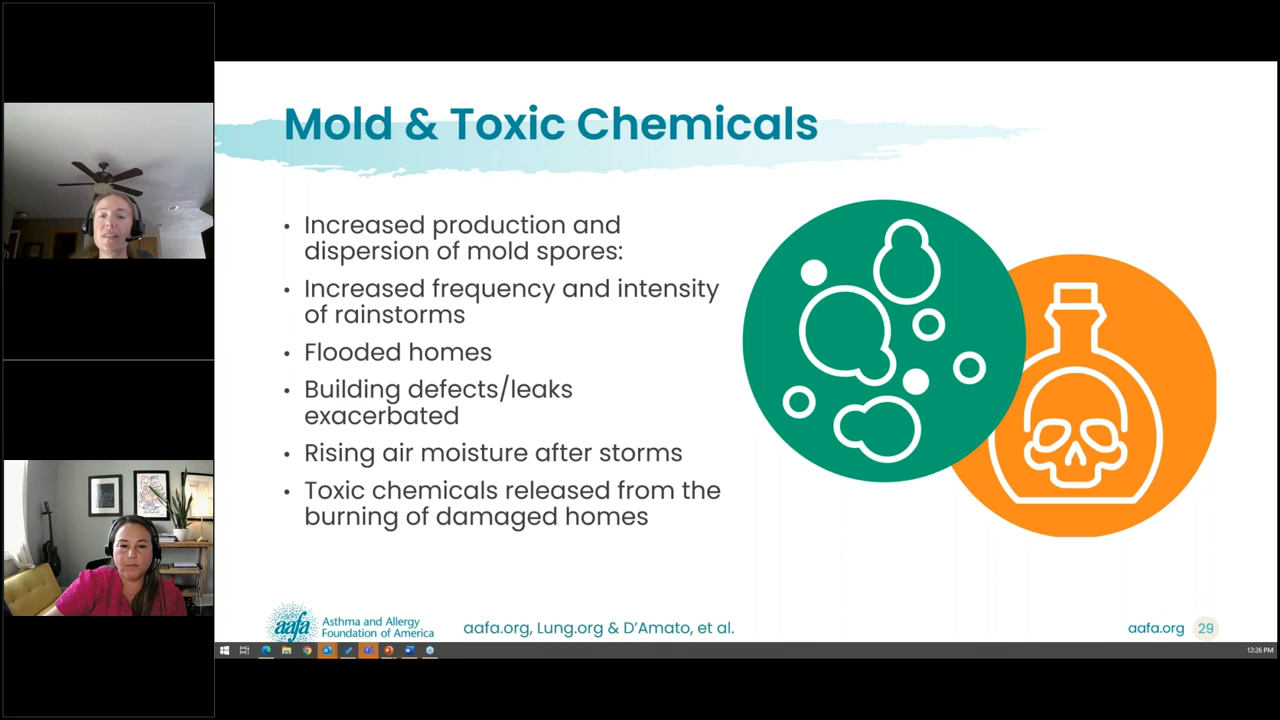 Mold & Toxic Chemicals
• Increased production and
dispersion of mold spores:
• Increased frequency and intensity
of rainstorms
• Flooded homes
• Building defects/leaks
exacerbated
• Rising air moisture after storms
• Toxic chemicals released from the
burning of damaged homes
aafa
Asthma and Allergy
Foundation of America
aafa.org, Lung.org & D'Amato, et al.
aafa.org 29
12:26 PM